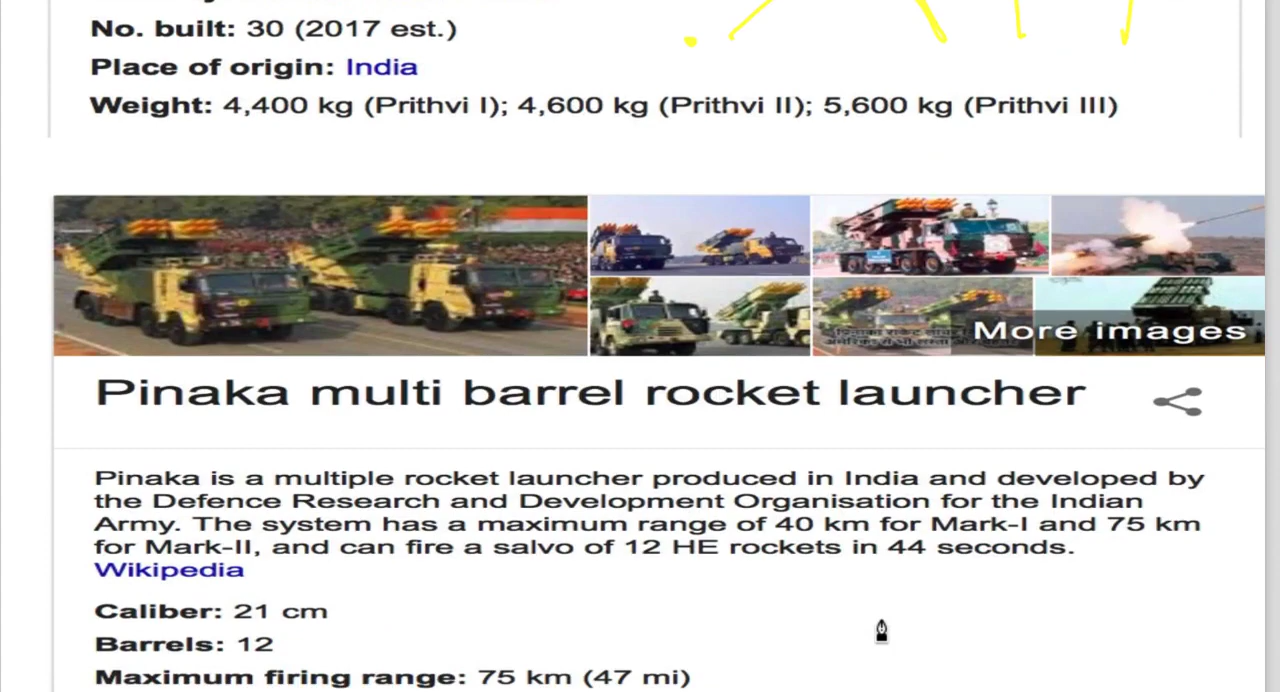 No. built: 30 (2017 est.)
Place of origin: India
Weight: 4,400 kg (Prithvi I); 4,600 kg (Prithvi II); 5,600 kg (Prithvi III)
More images
Pinaka multi barrel rocket launcher
Pinaka is a multiple rocket launcher produced in India and developed by
the Defence Research and Development Organisation for the Indian
Army. The system has a maximum range of 40 km for Mark-I and 75 km
for Mark-II, and can fire a salvo of 12 HE rockets in 44 seconds.
Wikipedia
Caliber: 21 cm
Barrels: 12
Maximum firing range: 75 km (47 mi)